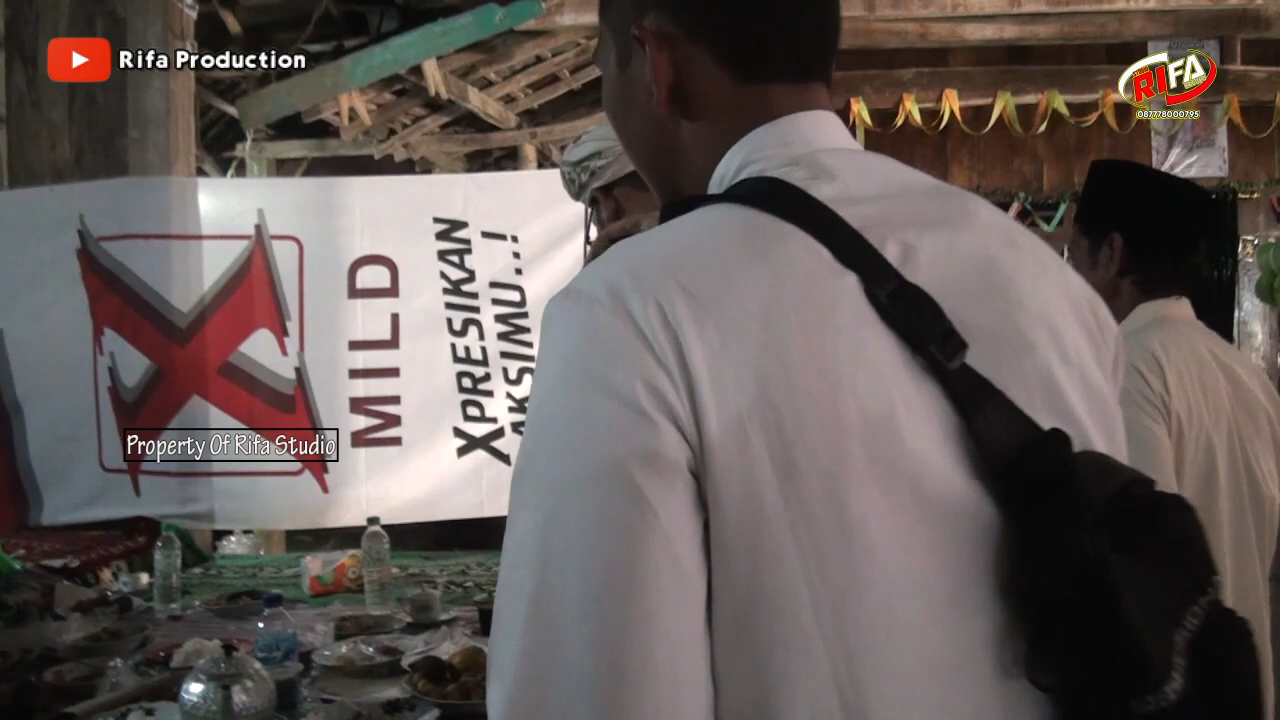 Rifa Production
RIFA
087778000795
X
MILD
XPRESIKAN
AKSIMU..!
Property Of Rifa Studio